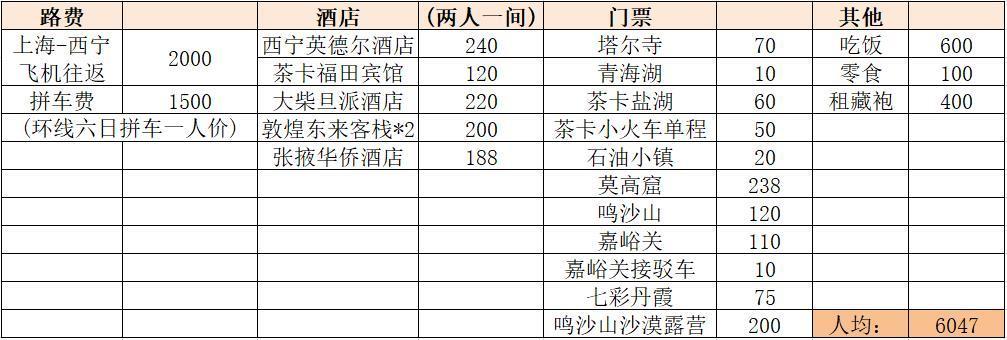 路费 酒店 (两人一间) 门票 其他
上海-西宁飞机往返 2000 西宁英德尔酒店 240 塔尔寺 70 吃饭 600
茶卡福田宾馆 120 青海湖 10 零食 100
拼车费 1500 大柴旦派酒店 220 茶卡盐湖 60 租藏袍 400
(环线六日拼车一人价) 敦煌东来客栈*2 200 茶卡小火车单程 50
张掖华侨酒店 188 石油小镇 20
莫高窟 238
鸣沙山 120
嘉峪关 110
嘉峪关接驳车 10
七彩丹霞 75
鸣沙山沙漠露营 200 人均: 6047